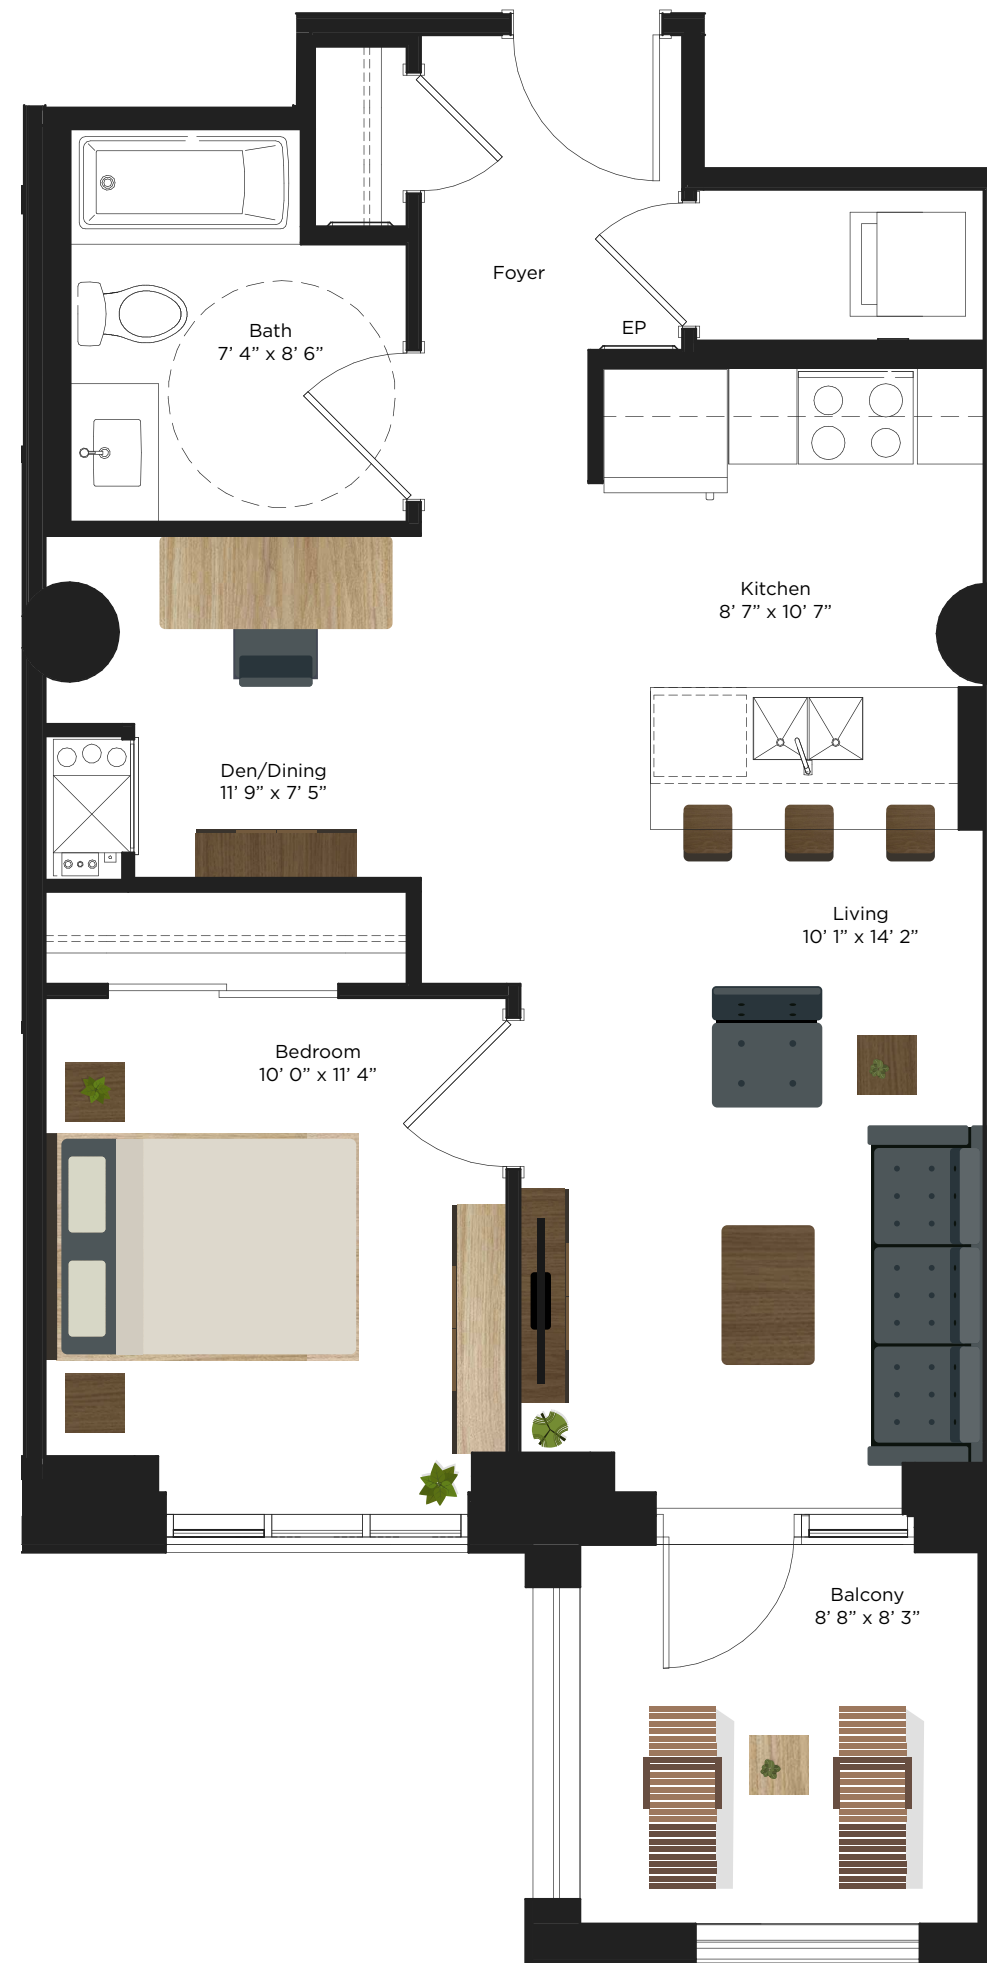 Foyer
EP
Bath
7’ 4” x 8’ 6”
Kitchen
8’ 7” x 10’ 7”
Den/Dining
11’ 9” x 7’ 5”
Living
10’ 1” x 14’ 2”
Bedroom
10’ 0” x 11’ 4”
Balcony
8’ 8” x 8’ 3”